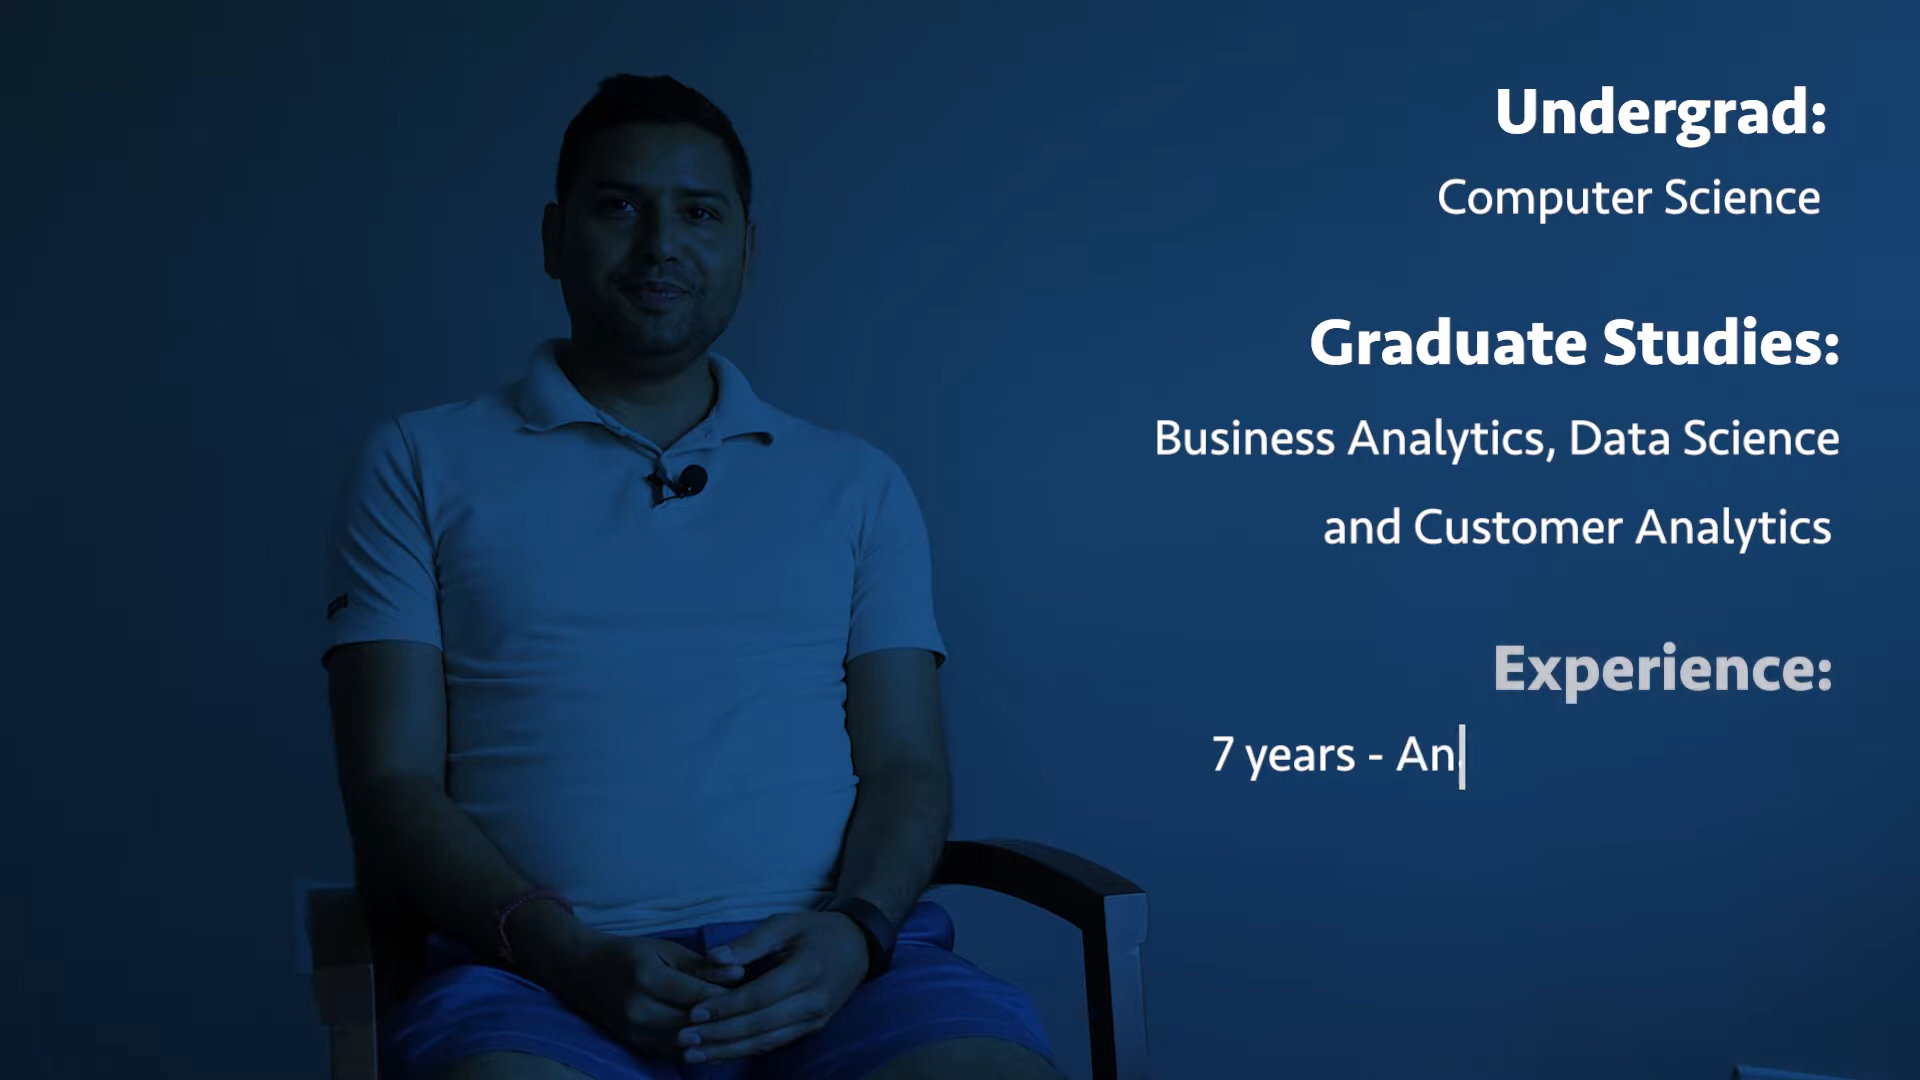 Undergrad:
Computer Science
Graduate Studies:
Business Analytics, Data Science
and Customer Analytics
Experience:
7 years - An